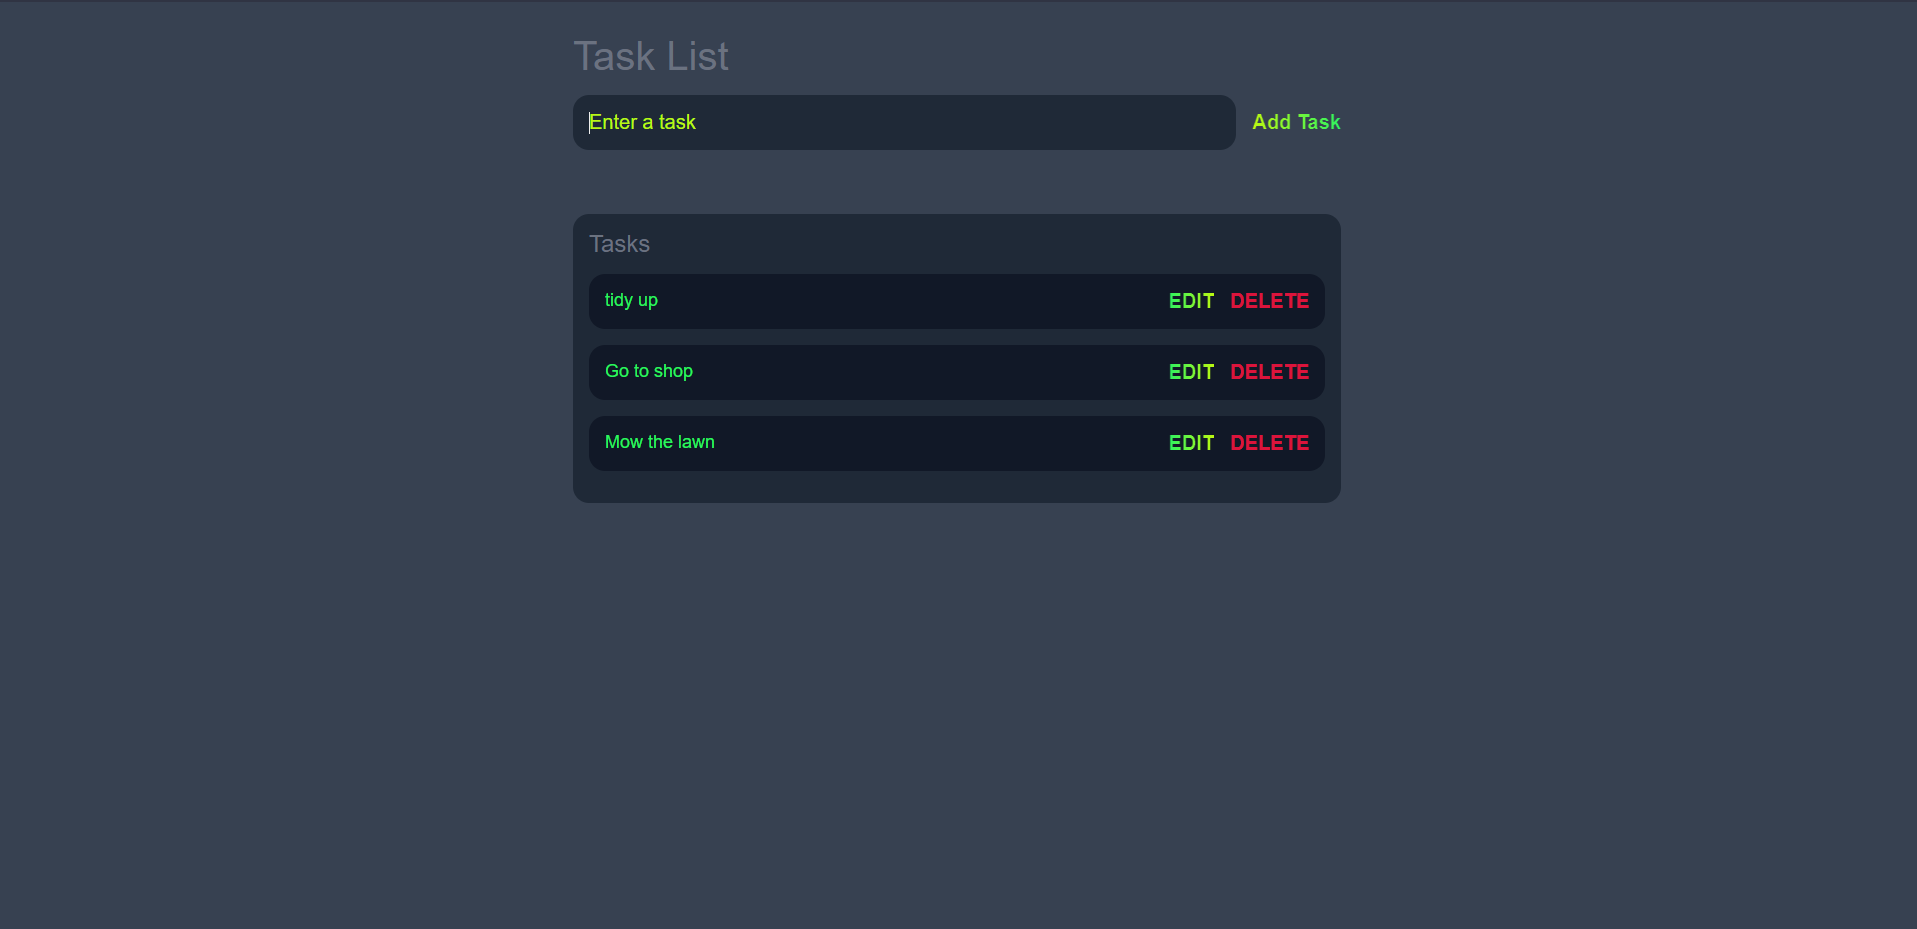 Task List
Enter a task Add Task
Tasks
tidy up EDIT DELETE
Go to shop EDIT DELETE
Mow the lawn EDIT DELETE